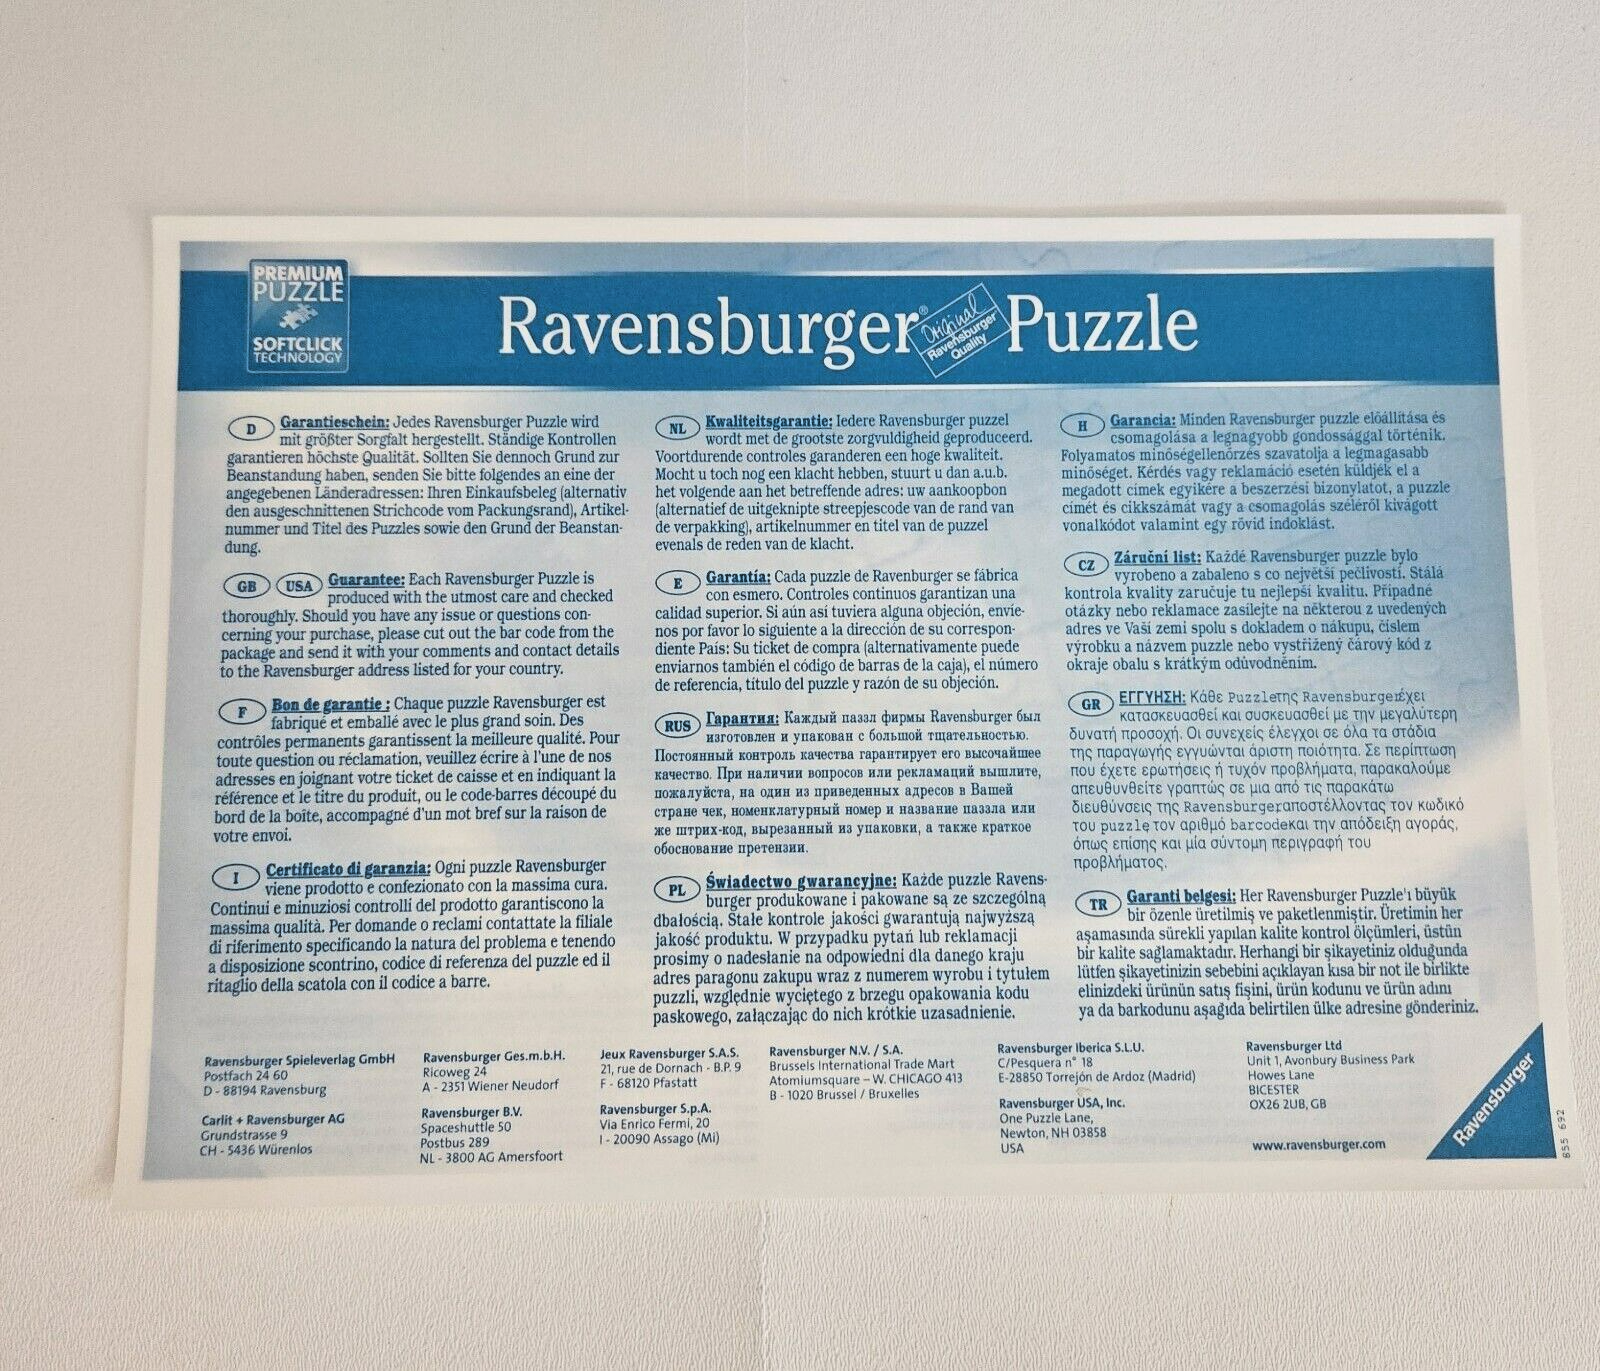 PREMIUM
PUZZLE
SOFTCLICK
TECHNOLOGY
Ravensburger® Puzzle
Original
Ravensburger
Quality
D Garantieschein: Jedes Ravensburger Puzzle wird
mit größter Sorgfalt hergestellt. Ständige Kontrollen
garantieren höchste Qualität. Sollten Sie dennoch Grund zur
Beanstandung haben, senden Sie bitte folgendes an eine der
angegebenen Länderadressen: Ihren Einkaufsbeleg (alternativ
den ausgeschnittenen Strichcode vom Packungsrand), Artikel-
nummer und Titel des Puzzles sowie den Grund der Beanstan-
dung.
GB USA Guarantee: Each Ravensburger Puzzle is
produced with the utmost care and checked
thoroughly. Should you have any issue or questions con-
cerning your purchase, please cut out the bar code from the
package and send it with your comments and contact details
to the Ravensburger address listed for your country.
F Bon de garantie : Chaque puzzle Ravensburger est
fabriqué et emballé avec le plus grand soin. Des
contrôles permanents garantissent la meilleure qualité. Pour
toute question ou réclamation, veuillez écrire à l'une de nos
adresses en joignant votre ticket de caisse et en indiquant la
référence et le titre du produit, ou le code-barres découpé du
bord de la boîte, accompagné d'un mot bref sur la raison de
votre envoi.
I Certificato di garanzia: Ogni puzzle Ravensburger
viene prodotto e confezionato con la massima cura.
Continui e minuziosi controlli del prodotto garantiscono la
massima qualità. Per domande o reclami contattate la filiale
di riferimento specificando la natura del problema e tenendo
a disposizione scontrino, codice di referenza del puzzle ed il
ritaglio della scatola con il codice a barre.
NL Kwaliteitsgarantie: Iedere Ravensburger puzzel
wordt met de grootste zorgvuldigheid geproduceerd.
Voortdurende controles garanderen een hoge kwaliteit.
Mocht u toch nog een klacht hebben, stuurt u dan a.u.b.
het volgende aan het betreffende adres: uw aankoopbon
(alternatief de uitgeknipte streepjescode van de rand van
de verpakking), artikelnummer en titel van de puzzel
evenals de reden van de klacht.
E Garantía: Cada puzzle de Ravenburger se fábrica
con esmero. Controles continuos garantizan una
calidad superior. Si aún así tuviera alguna objeción, envíe-
nos por favor lo siguiente a la dirección de su correspon-
diente País: Su ticket de compra (alternativamente puede
enviarnos también el código de barras de la caja), el número
de referencia, título del puzzle y razón de su objeción.
RUS Гарантия: Каждый паззл фирмы Ravensburger был
изготовлен и упакован с большой тщательностью.
Постоянный контроль качества гарантирует его высочайшее
качество. При наличии вопросов или рекламаций вышлите,
пожалуйста, на один из приведенных адресов в Вашей
стране чек, номенклатурный номер и название паззла или
же штрих-код, вырезанный из упаковки, а также краткое
обоснование претензии.
PL Świadectwo gwarancyjne: Każde puzzle Ravens-
burger produkowane i pakowane są ze szczególną
dbałością. Stałe kontrole jakości gwarantują najwyższą
jakość produktu. W przypadku pytań lub reklamacji
prosimy o nadesłanie na odpowiedni dla danego kraju
adres paragonu zakupu wraz z numerem wyrobu i tytułem
puzzli, względnie wyciętego z brzegu opakowania kodu
paskowego, załączając do nich krótkie uzasadnienie.
H Garancia: Minden Ravensburger puzzle előállítása és
csomagolása a legnagyobb gondossággal történik.
Folyamatos minőségellenőrzés szavatolja a legmagasabb
minőséget. Kérdés vagy reklamáció esetén küldjék el a
megadott címek egyikére a beszerzési bizonylatot, a puzzle
címét és cikkszámát vagy a csomagolás széléről kivágott
vonalkódot valamint egy rövid indoklást.
CZ Záruční list: Každé Ravensburger puzzle bylo
vyrobeno a zabaleno s co největší pečlivostí. Stálá
kontrola kvality zaručuje tu nejlepší kvalitu. Případné
otázky nebo reklamace zasílejte na některou z uvedených
adres ve Vaší zemi spolu s dokladem o nákupu, číslem
výrobku a názvem puzzle nebo vystřižený čárový kód z
okraje obalu s krátkým odůvodněním.
GR ΕΓΓΥΗΣΗ: Κάθε Puzzleτης Ravensburgerέχει
κατασκευασθεί και συσκευασθεί με την μεγαλύτερη
δυνατή προσοχή. Οι συνεχείς έλεγχοι σε όλα τα στάδια
της παραγωγής εγγυώνται άριστη ποιότητα. Σε περίπτωση
που έχετε ερωτήσεις ή τυχόν προβλήματα, παρακαλούμε
απευθυνθείτε γραπτώς σε μια από τις παρακάτω
διευθύνσεις της Ravensburgerαποστέλλοντας τον κωδικό
του puzzle, τον αριθμό barcodeκαι την απόδειξη αγοράς,
όπως επίσης και μία σύντομη περιγραφή του
προβλήματος.
TR Garanti belgesi: Her Ravensburger Puzzle'ı büyük
bir özenle üretilmiş ve paketlenmiştir. Üretimin her
aşamasında sürekli yapılan kalite kontrol ölçümleri, üstün
bir kalite sağlamaktadır. Herhangi bir şikayetiniz olduğunda
lütfen şikayetinizin sebebini açıklayan kısa bir not ile birlikte
elinizdeki ürünün satış fişini, ürün kodunu ve ürün adını
ya da barkodunu aşağıda belirtilen ülke adresine gönderiniz.
Ravensburger Spieleverlag GmbH
Postfach 24 60
D - 88194 Ravensburg
Carlit + Ravensburger AG
Grundstrasse 9
CH - 5436 Würenlos
Ravensburger Ges.m.b.H.
Ricoweg 24
A - 2351 Wiener Neudorf
Ravensburger B.V.
Spaceshuttle 50
Postbus 289
NL - 3800 AG Amersfoort
Jeux Ravensburger S.A.S.
21, rue de Dornach - B.P. 9
F - 68120 Pfastatt
Ravensburger S.p.A.
Via Enrico Fermi, 20
I - 20090 Assago (Mi)
Ravensburger N.V. / S.A.
Brussels International Trade Mart
Atomiumsquare – W. CHICAGO 413
B - 1020 Brussel / Bruxelles
Ravensburger Iberica S.L.U.
C/Pesquera n° 18
E-28850 Torrejón de Ardoz (Madrid)
Ravensburger USA, Inc.
One Puzzle Lane,
Newton, NH 03858
USA
Ravensburger Ltd
Unit 1, Avonbury Business Park
Howes Lane
BICESTER
OX26 2UB, GB
www.ravensburger.com
Ravensburger
855 692